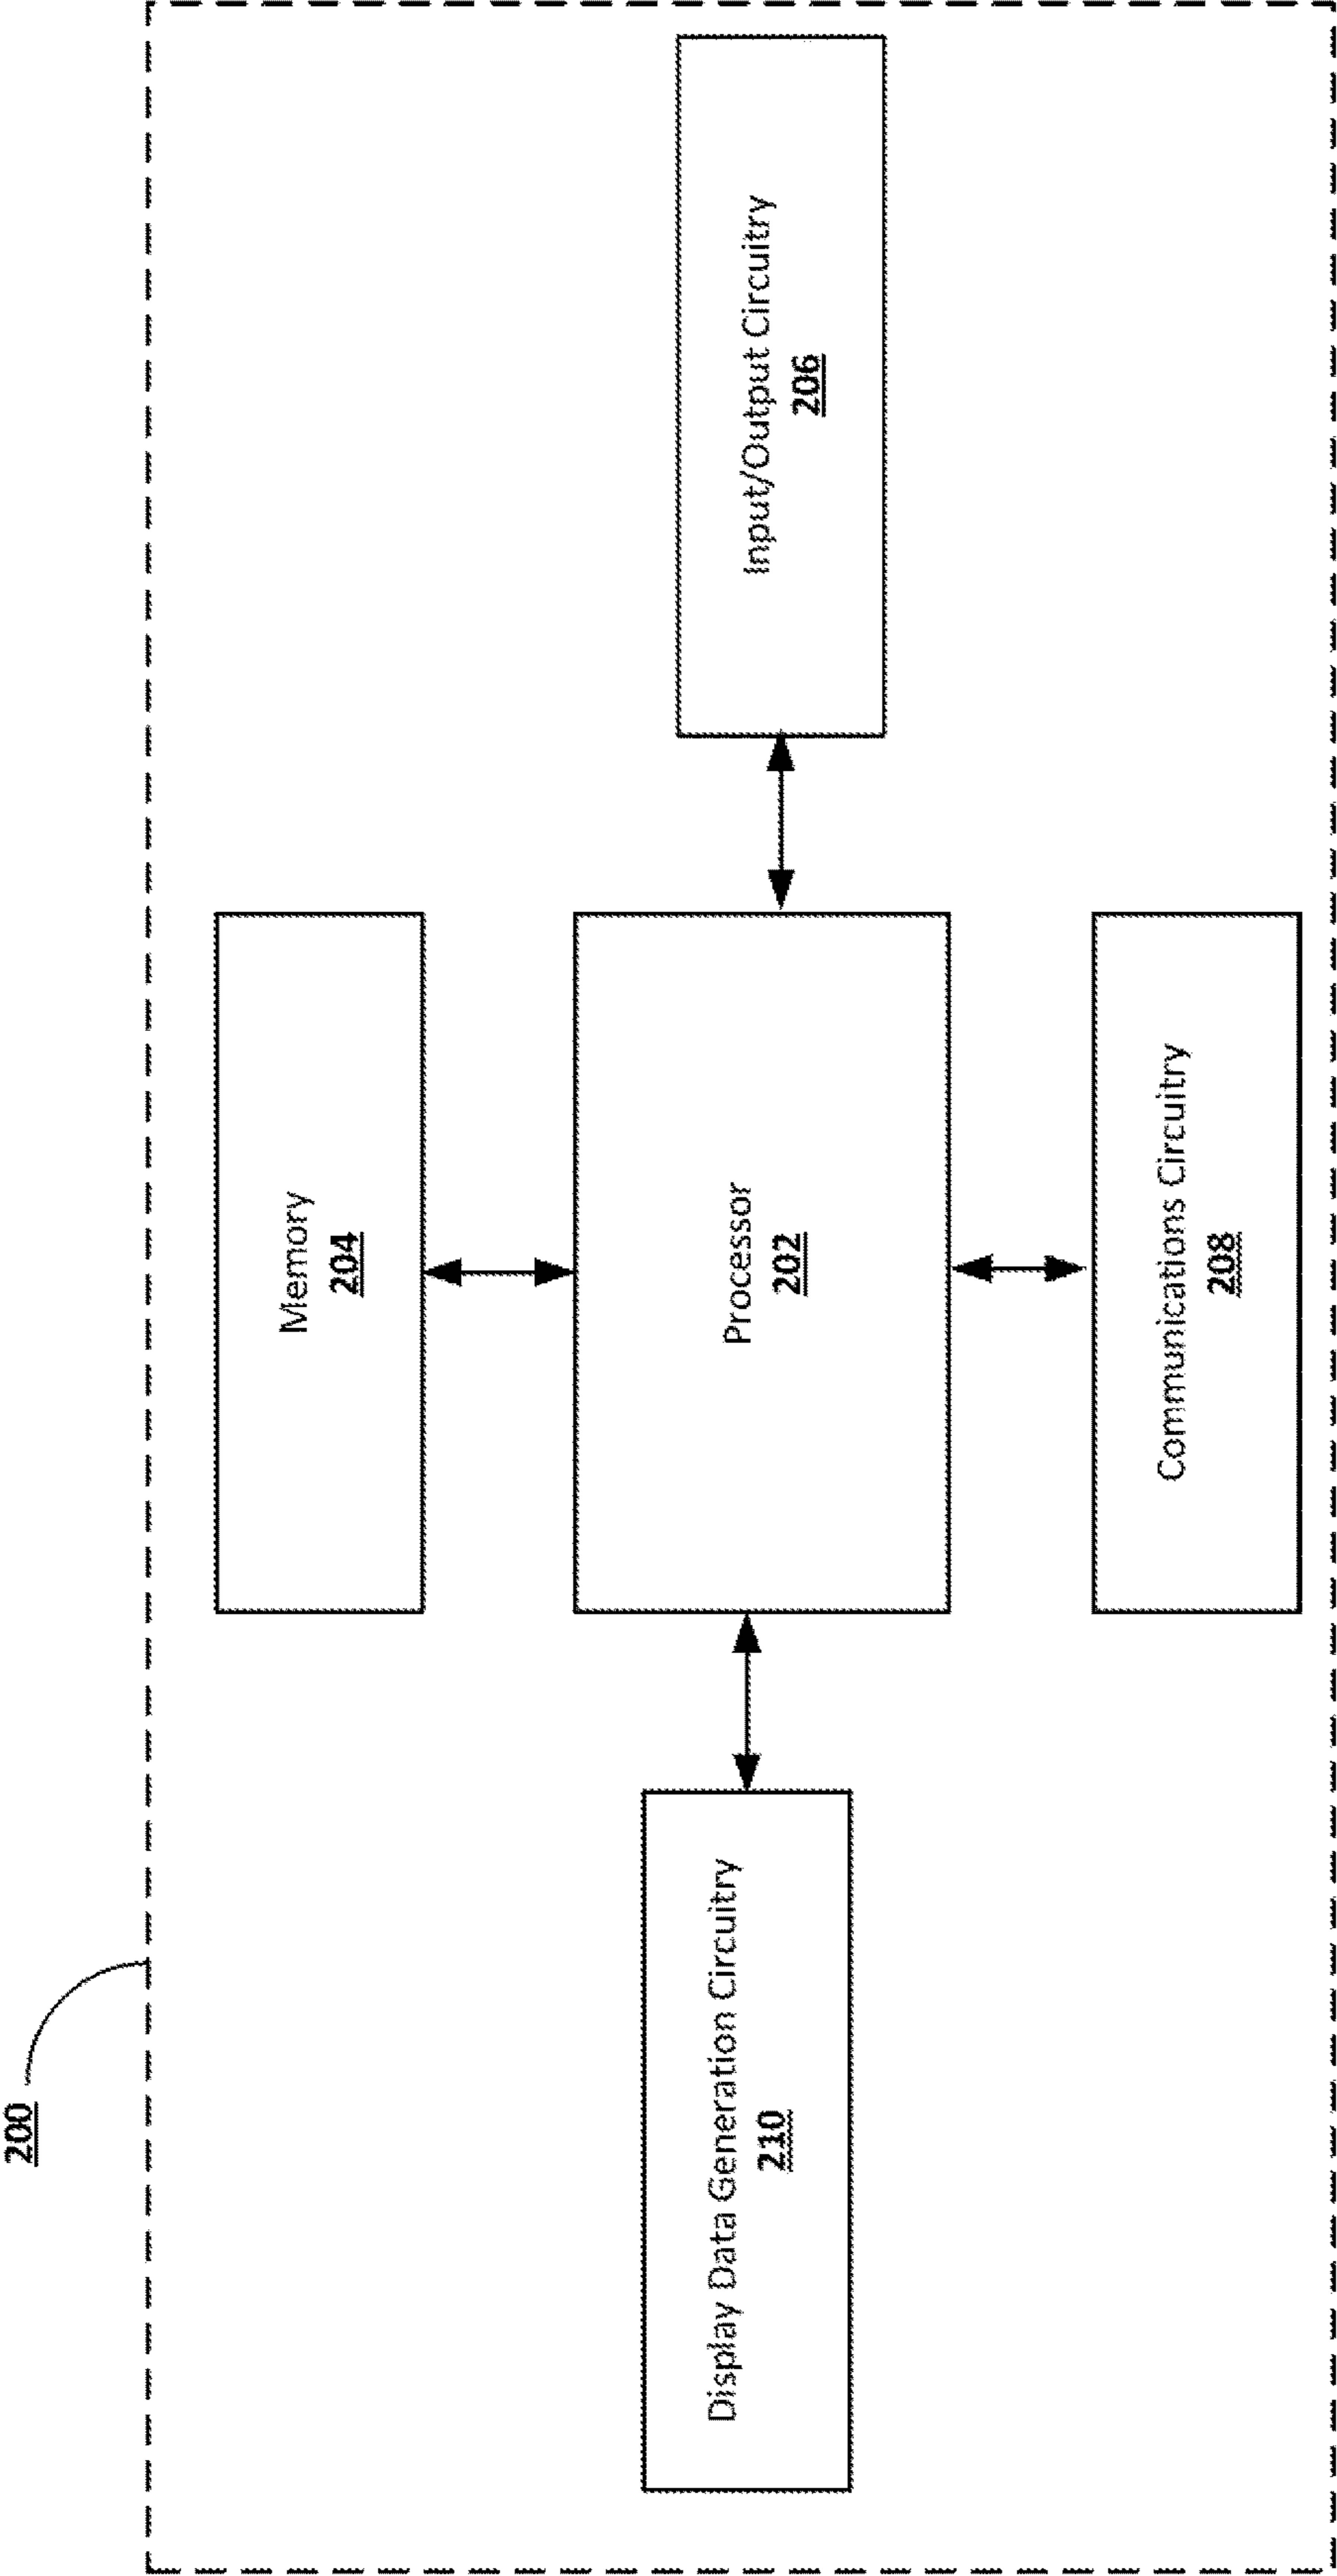 200
Memory
204
Display Data Generation Circuitry
210
Processor
202
Input/Output Circuitry
206
Communications Circuitry
208